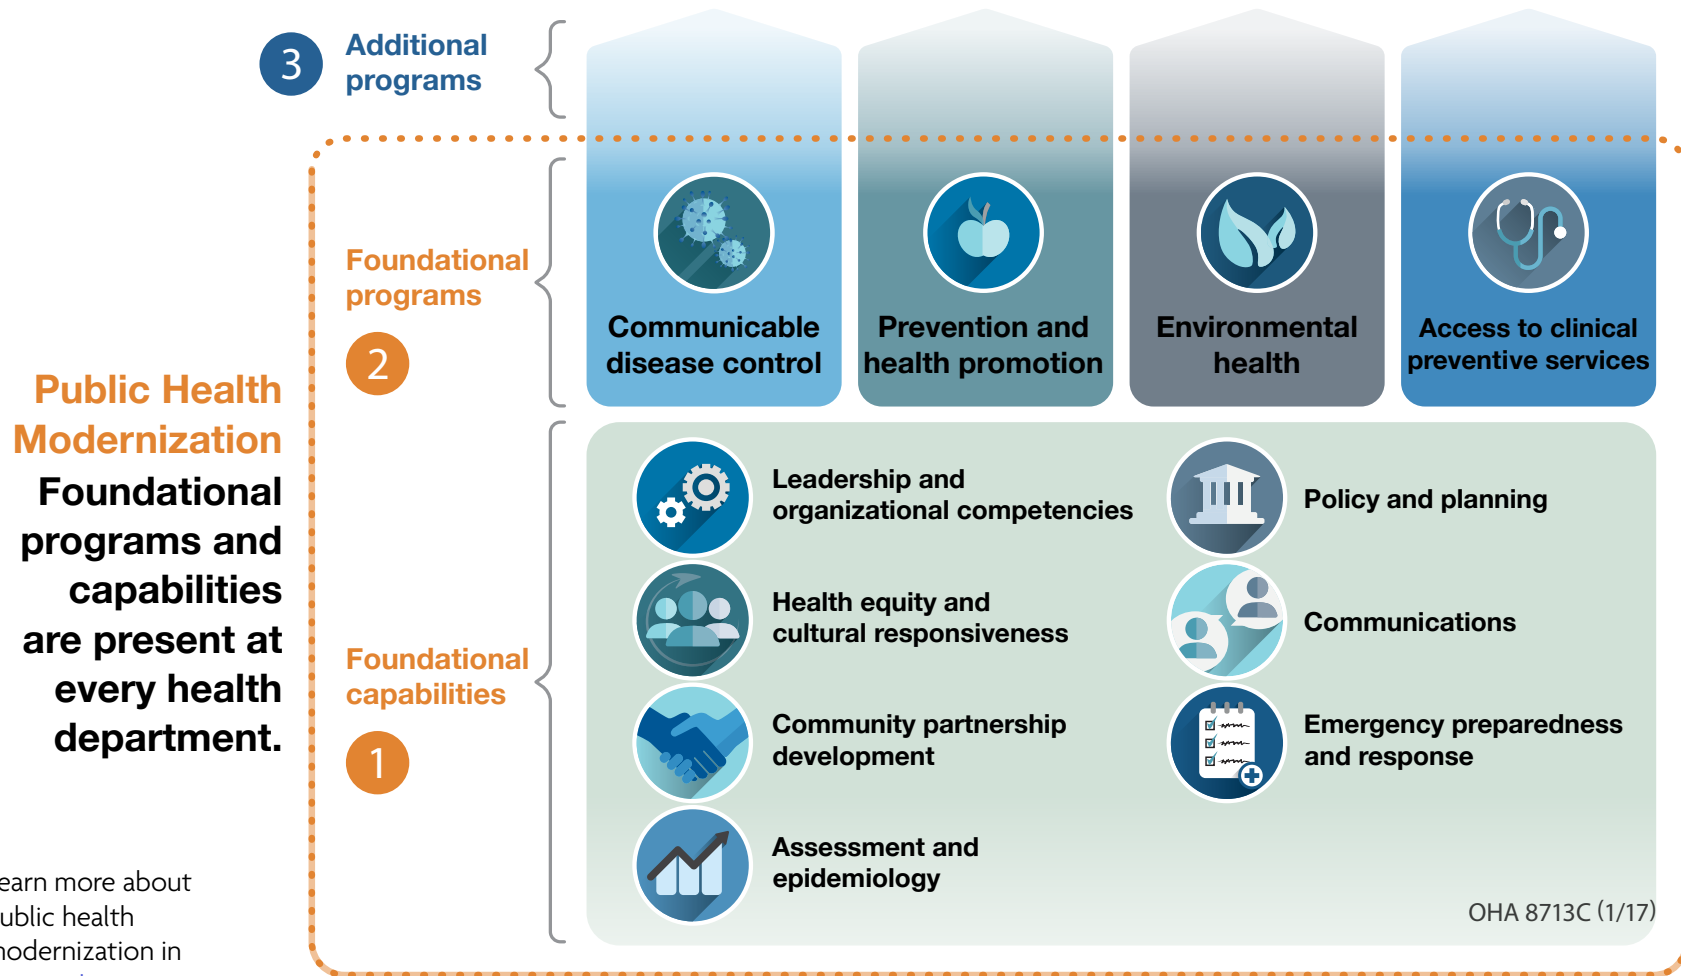 3
Additional
programs
Foundational
programs
2
Communicable
disease control
Prevention and
health promotion
Environmental
health
Access to clinical
preventive services
Public Health
Modernization
Foundational
programs and
capabilities
are present at
every health
department.
Foundational
capabilities
1
Leadership and
organizational competencies
Health equity and
cultural responsiveness
Community partnership
development
Assessment and
epidemiology
Policy and planning
Communications
Emergency preparedness
and response
earn more about
ublic health
modernization in
OHA 8713C (1/17)